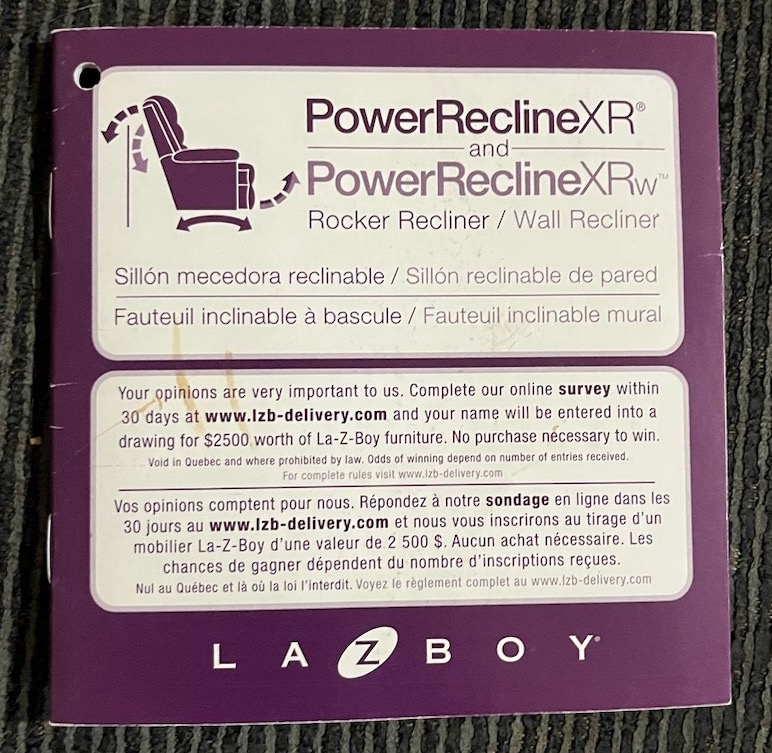 PowerReclineXR®
and
PowerReclineXRw™
Rocker Recliner / Wall Recliner
Sillón mecedora reclinable / Sillón reclinable de pared
Fauteuil inclinable à bascule / Fauteuil inclinable mural
Your opinions are very important to us. Complete our online survey within
30 days at www.lzb-delivery.com and your name will be entered into a
drawing for $2500 worth of La-Z-Boy furniture. No purchase necessary to win.
Void in Quebec and where prohibited by law. Odds of winning depend on number of entries received.
For complete rules visit www.lzb-delivery.com
Vos opinions comptent pour nous. Répondez à notre sondage en ligne dans les
30 jours au www.lzb-delivery.com et nous vous inscrirons au tirage d'un
mobilier La-Z-Boy d'une valeur de 2 500 $. Aucun achat nécessaire. Les
chances de gagner dépendent du nombre d'inscriptions reçues.
Nul au Québec et là où la loi l'interdit. Voyez le règlement complet au www.lzb-delivery.com
LAZBOY®